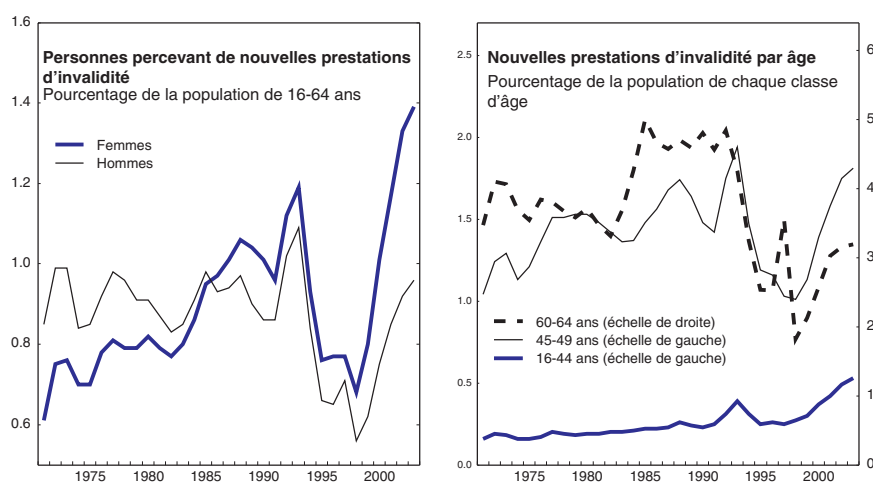 Personnes percevant de nouvelles prestations
d'invalidité
Pourcentage de la population de 16-64 ans
Femmes
Hommes
1.6
1.4
1.2
1.0
0.8
0.6
1975 1980 1985 1990 1995 2000
Nouvelles prestations d'invalidité par âge
Pourcentage de la population de chaque classe
d'âge
60-64 ans (échelle de droite)
45-49 ans (échelle de gauche)
16-44 ans (échelle de gauche)
2.5
2.0
1.5
1.0
0.5
0.0
6
5
4
3
2
1
0
1975 1980 1985 1990 1995 2000